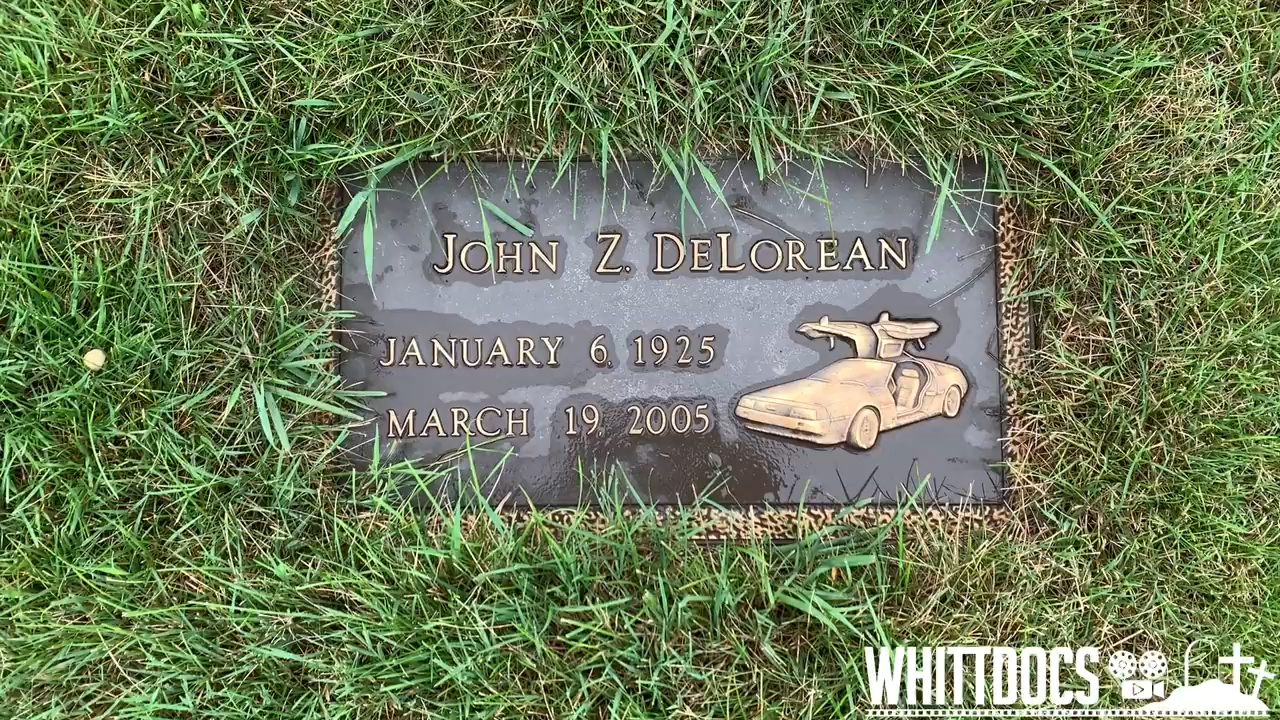 John Z. DeLorean
January 6, 1925
March 19, 2005
WHITTDOCS